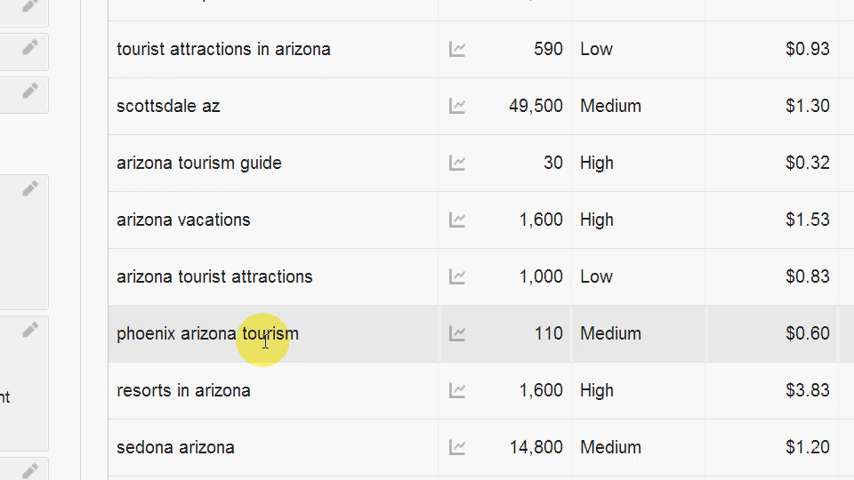 tourist attractions in arizona 590 Low $0.93
scottsdale az 49,500 Medium $1.30
arizona tourism guide 30 High $0.32
arizona vacations 1,600 High $1.53
arizona tourist attractions 1,000 Low $0.83
phoenix arizona tourism 110 Medium $0.60
resorts in arizona 1,600 High $3.83
sedona arizona 14,800 Medium $1.20